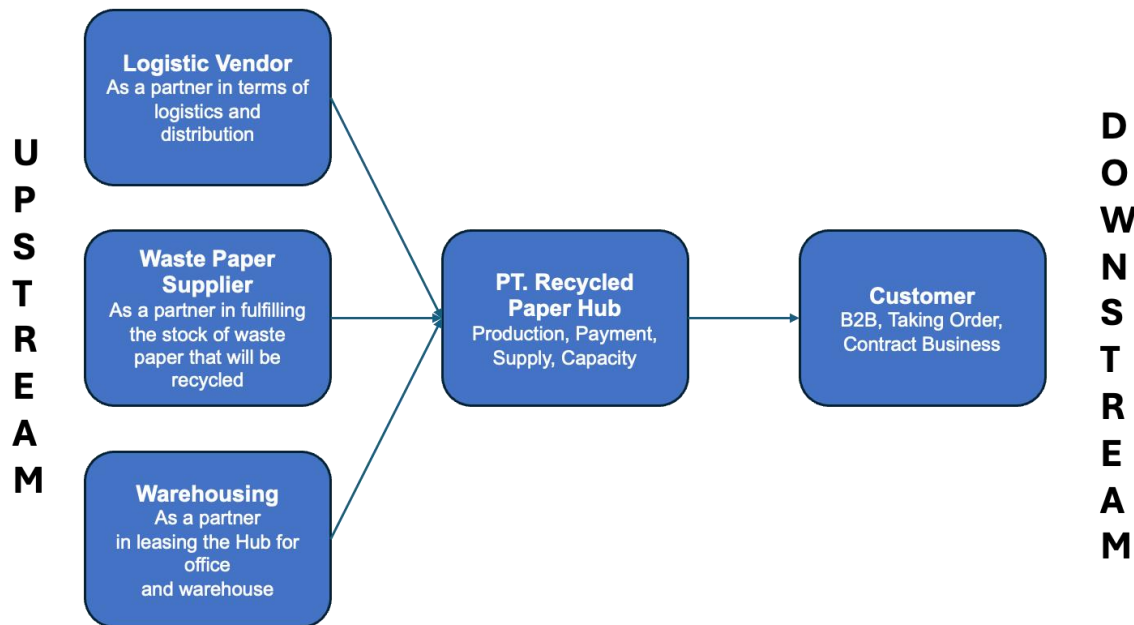 UPSTREAM
Logistic Vendor
As a partner in terms of
logistics and
distribution
Waste Paper
Supplier
As a partner in fulfilling
the stock of waste
paper that will be
recycled
Warehousing
As a partner
in leasing the Hub for
office
and warehouse
PT. Recycled
Paper Hub
Production, Payment,
Supply, Capacity
Customer
B2B, Taking Order,
Contract Business
DOWNSTREAM